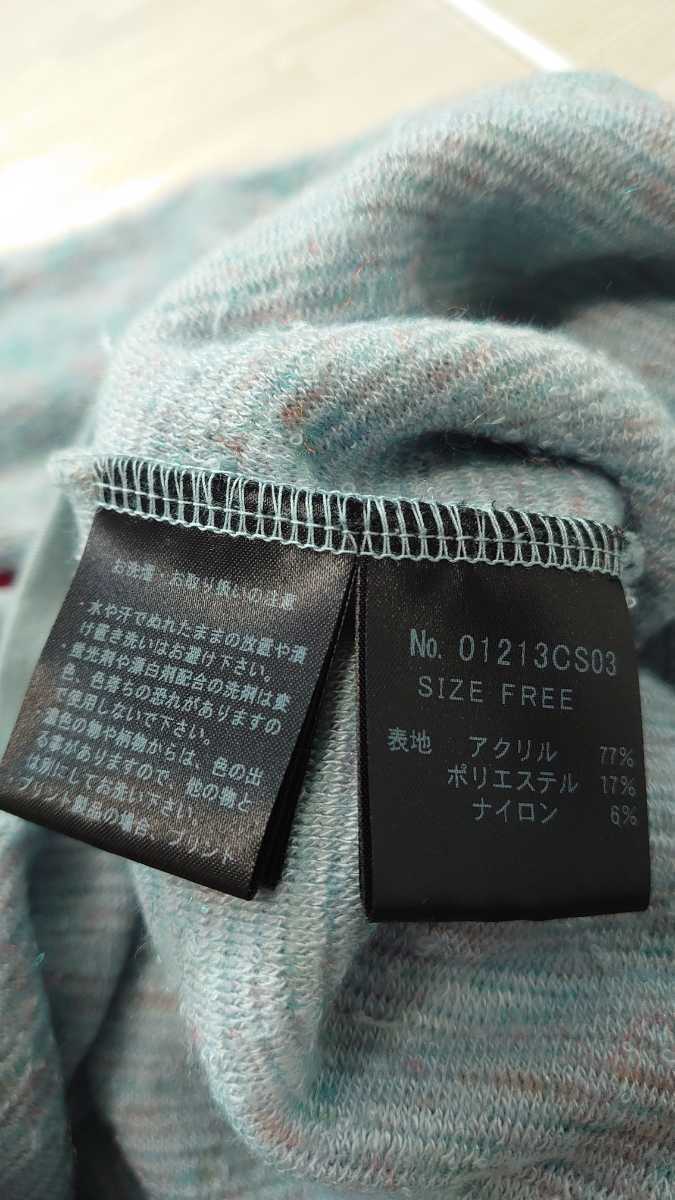 お洗濯・お取り扱いの注意
・水や汗でぬれたままの放置や漬
け置き洗いはお避け下さい。
・蛍光剤や漂白剤配合の洗剤は変
色、色落ちの恐れがありますの
で使用しないで下さい。
・濃色の物や柄物からは、色の出
る事がありますので、他の物と
は別にしてお洗い下さい。
プリント製品の場合、プリント
No. 01213CS03
SIZE FREE
表地 アクリル 77%
ポリエステル 17%
ナイロン 6%